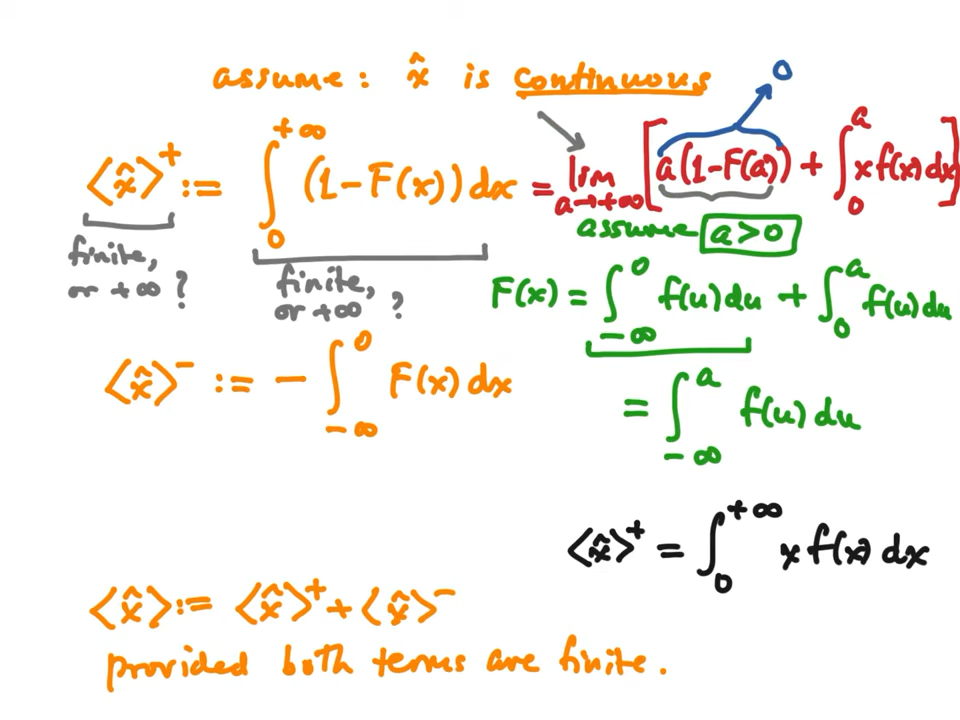 assume: x̂ is continuous
0
⟨x̂⟩⁺ := ∫₀^{+∞} (1-F(x)) dx = lim_{a→+∞} [a(1-F(a)) + ∫₀^a x f(x) dx]
assume a>0
finite, or +∞ ?
finite, or +∞ ?
F(x) = ∫_{-∞}^0 f(u) du + ∫₀^a f(u) du
⟨x̂⟩⁻ := - ∫_{-∞}^0 F(x) dx
= ∫_{-∞}^a f(u) du
⟨x̂⟩⁺ = ∫₀^{+∞} x f(x) dx
⟨x̂⟩ := ⟨x̂⟩⁺ + ⟨x̂⟩⁻
provided both terms are finite.